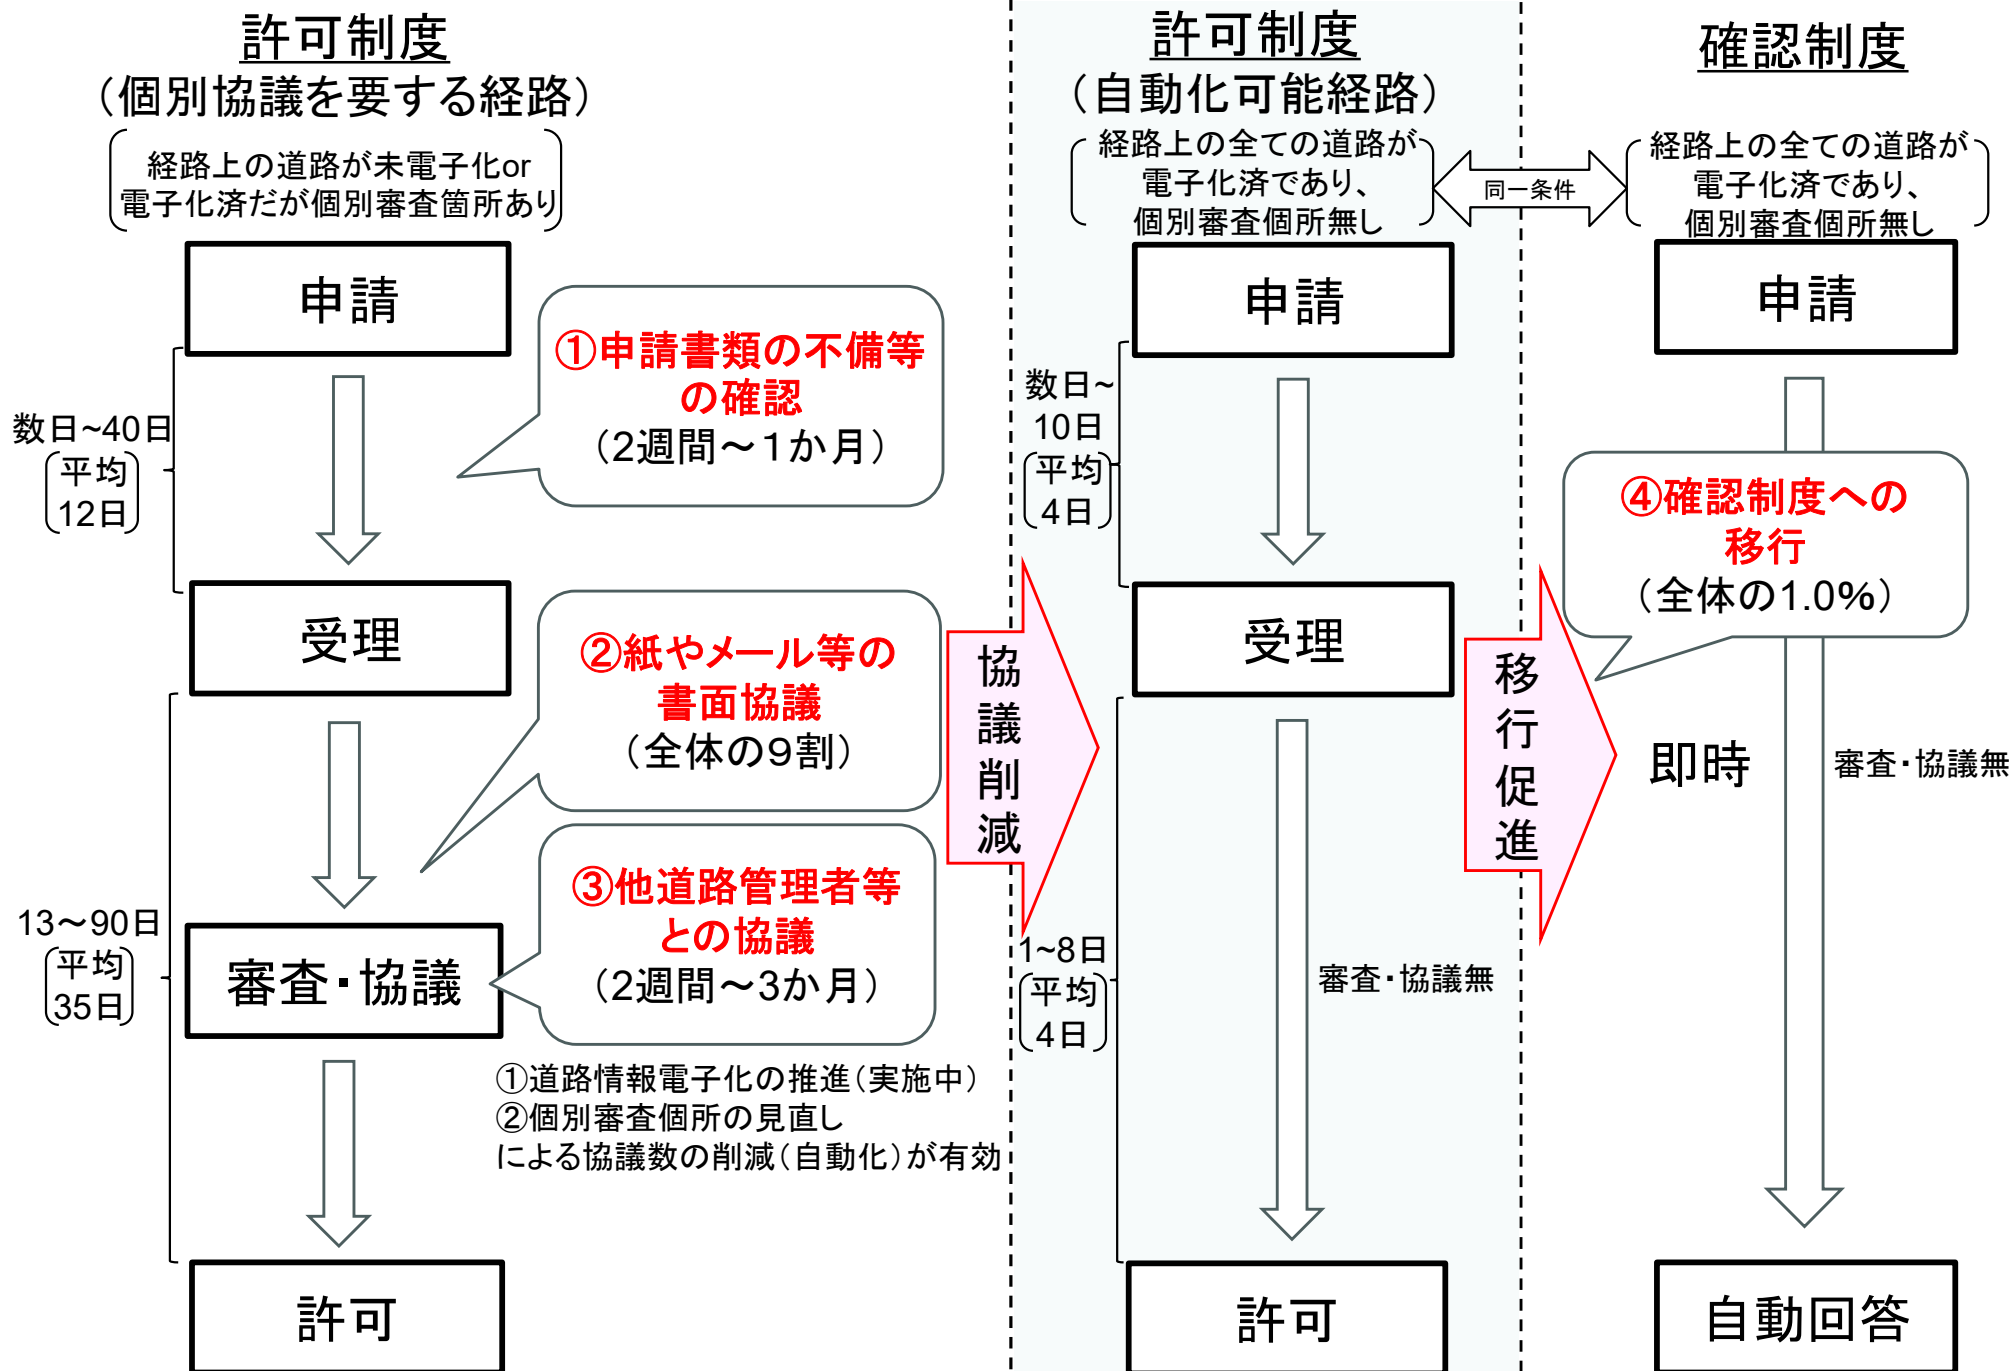 許可制度
（個別協議を要する経路）
経路上の道路が未電子化or
電子化済だが個別審査箇所あり
申請
数日~40日
平均
12日
①申請書類の不備等
の確認
（2週間～１か月）
受理
②紙やメール等の
書面協議
（全体の９割）
13～90日
平均
35日
審査・協議
③他道路管理者等
との協議
（2週間～3か月）
①道路情報電子化の推進（実施中）
②個別審査個所の見直し
による協議数の削減（自動化）が有効
許可
協議削減
許可制度
（自動化可能経路）
経路上の全ての道路が
電子化済であり、
個別審査個所無し
同一条件
申請
数日~
10日
平均
4日
受理
1~8日
平均
4日
審査・協議無
許可
移行促進
確認制度
経路上の全ての道路が
電子化済であり、
個別審査個所無し
申請
④確認制度への
移行
（全体の1.0%）
即時
審査・協議無
自動回答